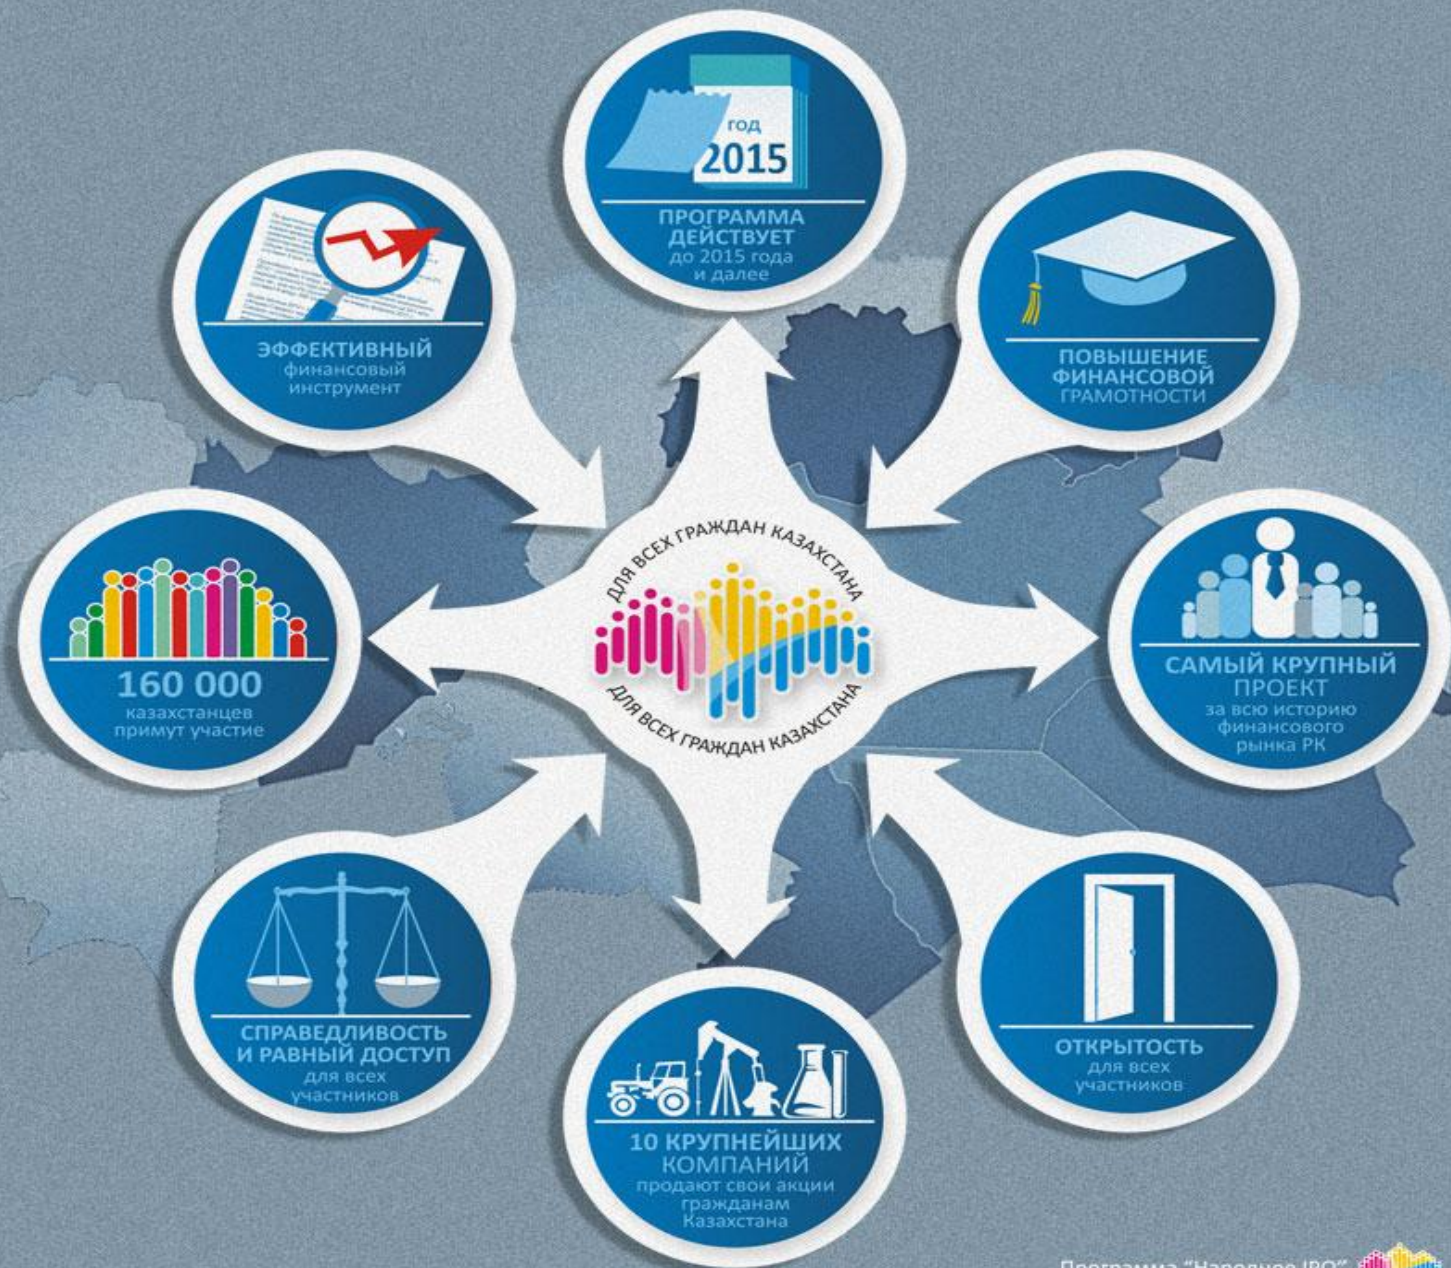 год
2015
ПРОГРАММА
ДЕЙСТВУЕТ
до 2015 года
и далее
ЭФФЕКТИВНЫЙ
финансовый
инструмент
ПОВЫШЕНИЕ
ФИНАНСОВОЙ
ГРАМОТНОСТИ
ДЛЯ ВСЕХ ГРАЖДАН КАЗАХСТАНА
ДЛЯ ВСЕХ ГРАЖДАН КАЗАХСТАНА
160 000
казахстанцев
примут участие
САМЫЙ КРУПНЫЙ
ПРОЕКТ
за всю историю
финансового
рынка РК
СПРАВЕДЛИВОСТЬ
И РАВНЫЙ ДОСТУП
для всех
участников
10 КРУПНЕЙШИХ
КОМПАНИЙ
продают свои акции
гражданам
Казахстана
ОТКРЫТОСТЬ
для всех
участников
Программа "Народное IPO"